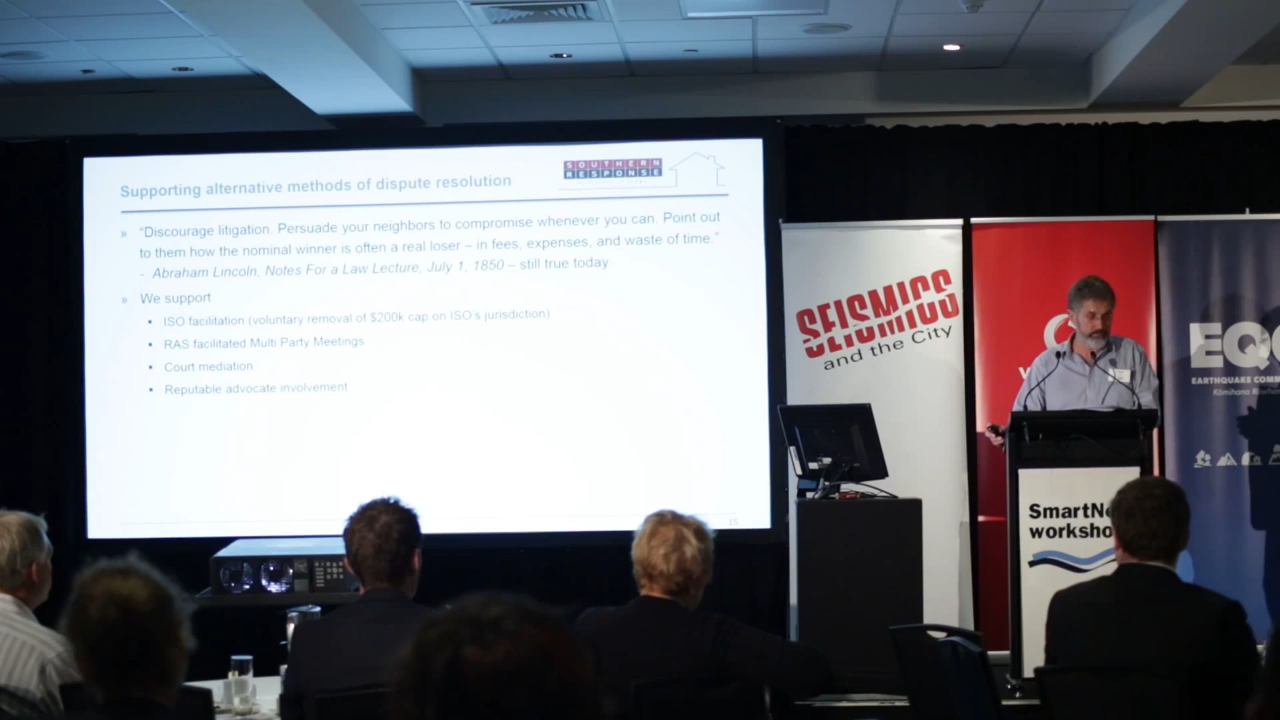 Supporting alternative methods of dispute resolution
SOUTHERN
RESPONSE
» “Discourage litigation. Persuade your neighbors to compromise whenever you can. Point out
to them how the nominal winner is often a real loser – in fees, expenses, and waste of time.”
- Abraham Lincoln, Notes For a Law Lecture, July 1, 1850 – still true today
» We support
▪ ISO facilitation (voluntary removal of $200k cap on ISO's jurisdiction)
▪ RAS facilitated Multi Party Meetings
▪ Court mediation
▪ Reputable advocate involvement
15
SEISMICS
and the City
EQC
EARTHQUAKE COMM
Kōmihana
SmartNe
worksho